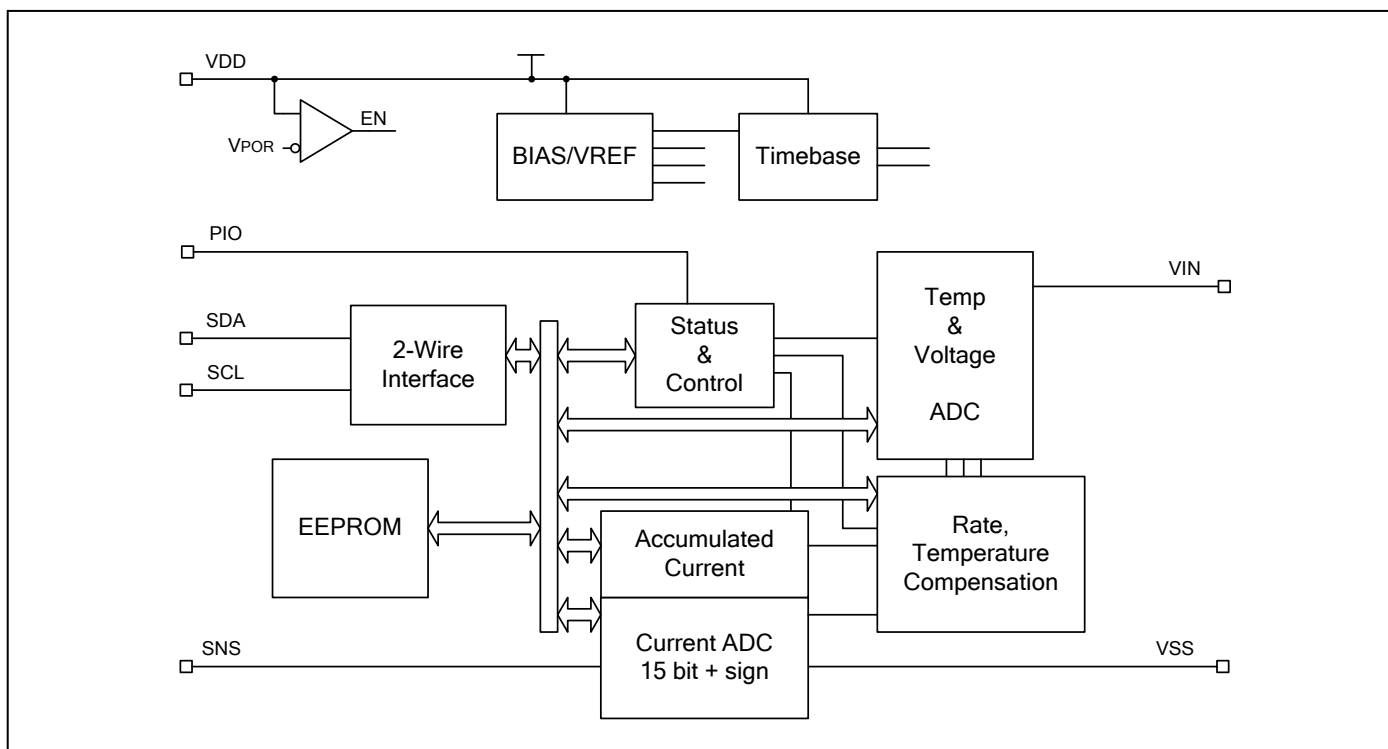 VDD
EN
VPOR
BIAS/VREF
Timebase
PIO
VIN
SDA
SCL
2-Wire
Interface
Status
&
Control
Temp
&
Voltage
ADC
EEPROM
Accumulated
Current
Rate,
Temperature
Compensation
SNS
Current ADC
15 bit + sign
VSS